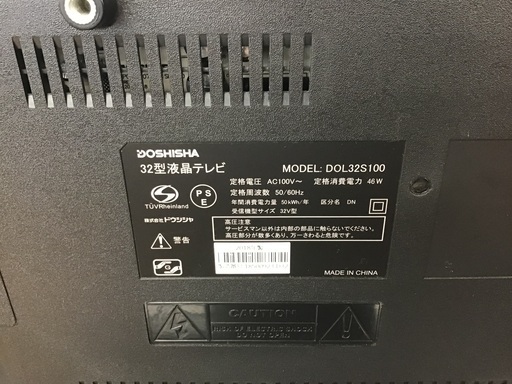 DOSHISHA
32型液晶テレビ MODEL: DOL32S100
定格電圧 AC100V～ 定格消費電力 46W
定格周波数 50/60Hz
年間消費電力量 50kWh/年 区分名 DN
受信機型サイズ 32V型
TÜVRheinland
PS
E
株式会社ドウシシャ
高圧注意
サービスマン以外は内部の部品に触らないでください。
高圧部分が数多く、万一さわると危険です。
警告
S
MADE IN CHINA
CAUTION
RISK OF ELECTRIC SHOCK
DO NOT OPEN